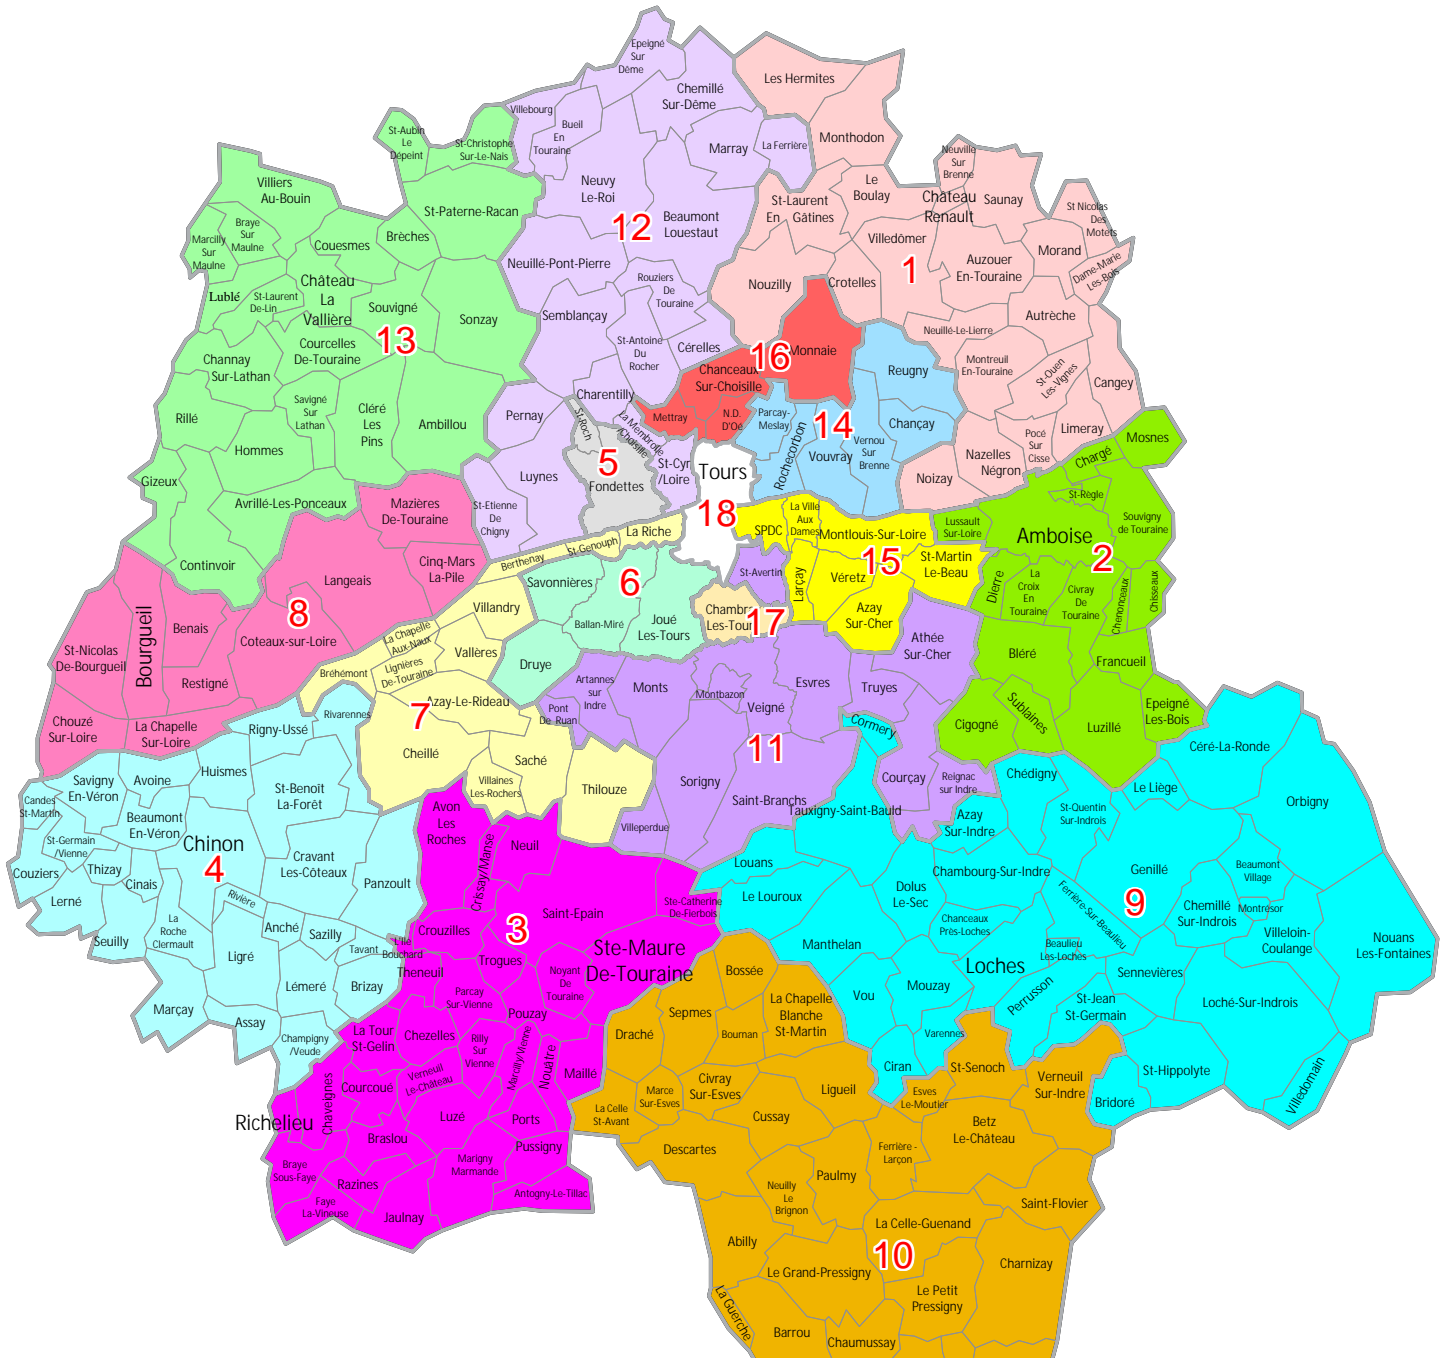 Epeigné
Sur
Dême
Chemillé
Sur-Dême
Villebourg
Bueil
En
Touraine
Marray
La Ferrière
Neuvy
Le-Roi
12
Beaumont
Louestaut
Neuillé-Pont-Pierre
Rouziers
De
Touraine
Semblançay
St-Antoine
Du
Rocher
Cérelles
Charentilly
La Membrolle
/Choisille
Pernay
Luynes
St-Cyr
/Loire
St-Etienne
De
Chigny
Les Hermites
Monthodon
Neuville
Sur
Brenne
Le
Boulay
Château
Renault
Saunay
St-Laurent
En Gâtines
St Nicolas
Des
Motets
Villedômer
1
Auzouer
En-Touraine
Morand
Dame-Marie
Les-Bois
Nouzilly
Crotelles
Autrèche
Neuillé-Le-Lierre
Montreuil
En-Touraine
St-Ouen
Les-Vignes
Cangey
Limeray
Pocé
Sur
Cisse
Nazelles
Négron
Noizay
St-Aubin
Le
Dépeint
St-Christophe
Sur-Le-Nais
Villiers
Au-Bouin
St-Paterne-Racan
Braye
Sur
Maulne
Marcilly
Sur
Maulne
Couesmes
Brèches
Château
La
Vallière
Lublé
St-Laurent
De-Lin
Souvigné
Sonzay
13
Courcelles
De-Touraine
Channay
Sur-Lathan
Savigné
Sur
Lathan
Cléré
Les
Pins
Ambillou
Rillé
Hommes
Gizeux
Avrillé-Les-Ponceaux
Continvoir
16
Monnaie
Chanceaux
Sur-Choisille
Mettray
N.D.
D'Oe
Reugny
Parcay-
Meslay
14
Chançay
Rochecorbon
Vouvray
Vernou
Sur
Brenne
St-Roch
5
Fondettes
Tours
18
SPDC
La Ville
Aux
Dames
Montlouis-Sur-Loire
15
St-Martin
Le-Beau
Larçay
Véretz
Azay
Sur-Cher
Mosnes
Chargé
St-Règle
Lussault
Sur-Loire
Amboise
Souvigny
de Touraine
2
Dierre
La
Croix
En
Touraine
Civray
De
Touraine
Chenonceaux
Chisseaux
Bléré
Francueil
Sublaines
Epeigné
Les-Bois
Cigogné
Luzillé
Mazières
De-Touraine
Cinq-Mars
La-Pile
Langeais
8
Coteaux-sur-Loire
Benais
Bourgueil
St-Nicolas
De-Bourgueil
Restigné
Chouzé
Sur-Loire
La Chapelle
Sur-Loire
La Riche
St-Genouph
Berthenay
Villandry
La Chapelle
Aux-Naux
Vallères
Lignières
De-Touraine
Bréhémont
7
Azay-Le-Rideau
Cheillé
Saché
Villaines
Les-Rochers
Thilouze
Savonnières
6
Ballan-Miré
Joué
Les-Tours
Druye
St-Avertin
Chambray
Les-Tours
17
Athée
Sur-Cher
Artannes
sur
Indre
Monts
Montbazon
Esvres
Truyes
Pont
De Ruan
Veigné
11
Sorigny
Saint-Branchs
Courçay
Reignac
sur Indre
Villeperdue
Rigny-Ussé
Rivarennes
Savigny
En-Véron
Avoine
Huismes
St-Benoit
La-Forêt
Candes
St-Martin
Beaumont
En-Véron
St-Germain
/Vienne
Chinon
4
Cravant
Les-Côteaux
Couziers
Thizay
Cinais
Panzoult
Lerné
Rivière
La
Roche
Clermault
Anché
Sazilly
Seuilly
Ligré
Tavant
Lémeré
Brizay
Marçay
Assay
Champigny
/Veude
Avon
Les
Roches
Crissay/Manse
Neuil
Saint-Epain
Ste-Catherine
De-Fierbois
3
Crouzilles
L'Ile
Bouchard
Ste-Maure
De-Touraine
Theneuil
Trogues
Noyant
De
Touraine
Parcay
Sur-Vienne
Pouzay
La Tour
St-Gelin
Chezelles
Rilly
Sur
Vienne
Marcilly/Vienne
Nouâtre
Maillé
Verneuil
Le-Château
Courcoué
Chaveignes
Richelieu
Luzé
Ports
Braslou
Pussigny
Braye
Sous-Faye
Marigny
Marmande
Razines
Antogny-Le-Tillac
Faye
La-Vineuse
Jaulnay
Cormery
Tauxigny-Saint-Bauld
Chédigny
Céré-La-Ronde
Le Liège
Orbigny
Azay
Sur-Indre
St-Quentin
Sur-Indrois
Louans
Le Louroux
Dolus
Le-Sec
Chambourg-Sur-Indre
Genillé
Beaumont
Village
9
Ferrière-Sur-Beaulieu
Chemillé
Sur-Indrois
Montrésor
Chanceaux
Près-Loches
Villeloin-
Coulange
Nouans
Les-Fontaines
Manthelan
Beaulieu
Les-Loches
Loches
Sennevières
Vou
Mouzay
Perrusson
St-Jean
St-Germain
Loché-Sur-Indrois
Varennes
Ciran
St-Hippolyte
Bridoré
Villedomain
Bossée
Sepmes
La Chapelle
Blanche
St-Martin
Draché
Bournan
Civray
Sur-Esves
Marce
Sur-Esves
La Celle
St-Avant
Ligueil
Cussay
Esves
Le-Moutier
St-Senoch
Verneuil
Sur-Indre
Betz
Le-Château
Descartes
Ferrière -
Larçon
Paulmy
Neuilly
Le
Brignon
Saint-Flovier
La Celle-Guenand
Abilly
10
Charnizay
Le Grand-Pressigny
Le Petit
Pressigny
La Guerche
Barrou
Chaumussay